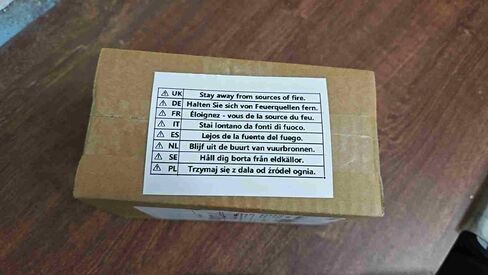 ⚠ UK Stay away from sources of fire.
⚠ DE Halten Sie sich von Feuerquellen fern.
⚠ FR Éloignez - vous de la source du feu.
⚠ IT Stai lontano da fonti di fuoco.
⚠ ES Lejos de la fuente del fuego.
⚠ NL Blijf uit de buurt van vuurbronnen.
⚠ SE Håll dig borta från eldkällor.
⚠ PL Trzymaj się z dala od źródeł ognia.